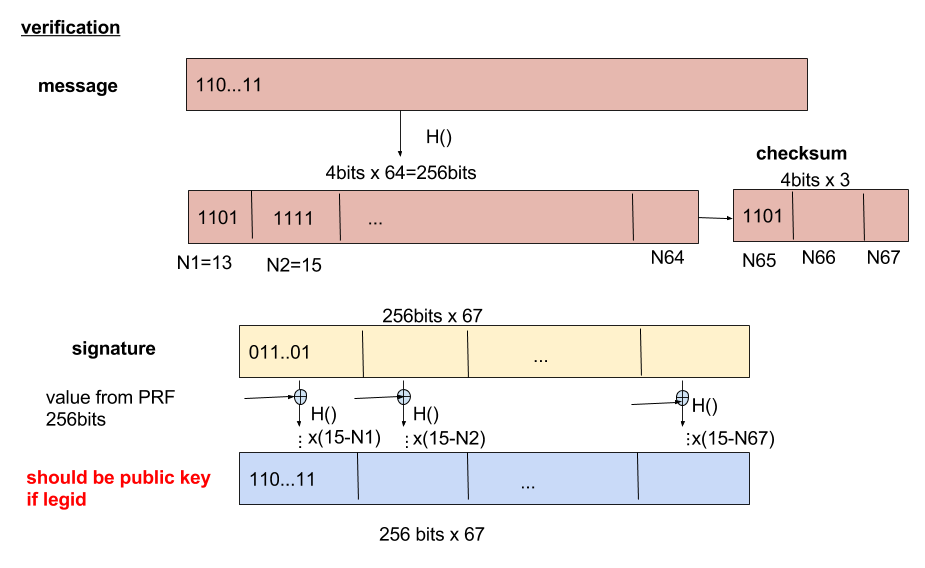 verification
message
110...11
H()
checksum
4bits x 64=256bits
4bits x 3
1101
1111
...
1101
N1=13
N2=15
N64
N65
N66
N67
256bits x 67
signature
011..01
...
value from PRF
256bits
H()
H()
H()
x(15-N1)
x(15-N2)
x(15-N67)
should be public key
if legid
110...11
...
256 bits x 67